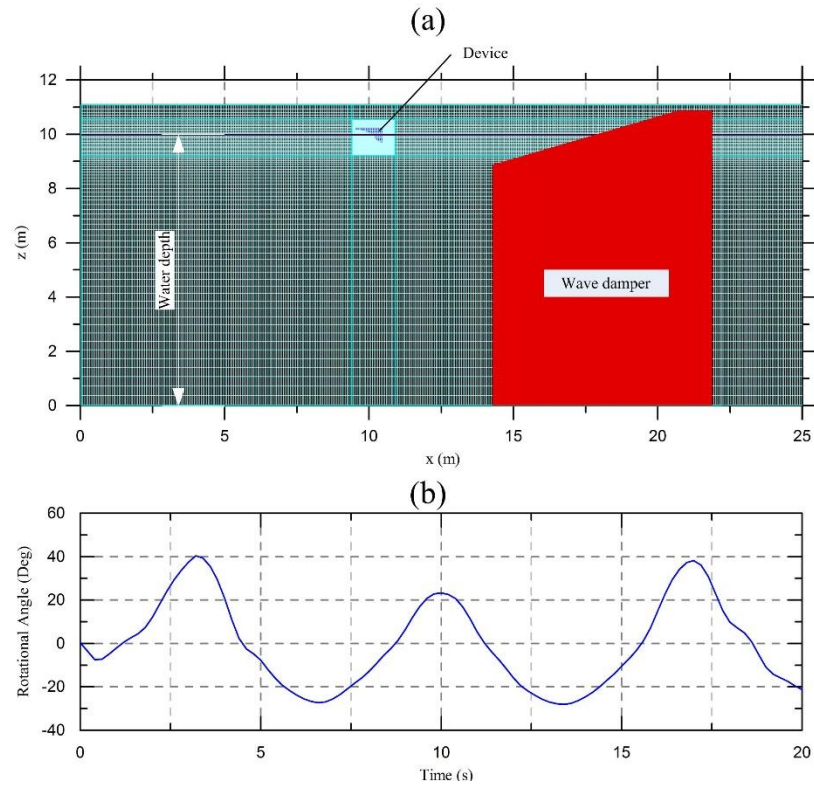 (a)
Device
12
10
8
6
4
2
0
z (m)
Water depth
Wave damper
0 5 10 15 20 25
x (m)
(b)
60
40
20
0
-20
-40
Rotational Angle (Deg)
0 5 10 15 20
Time (s)